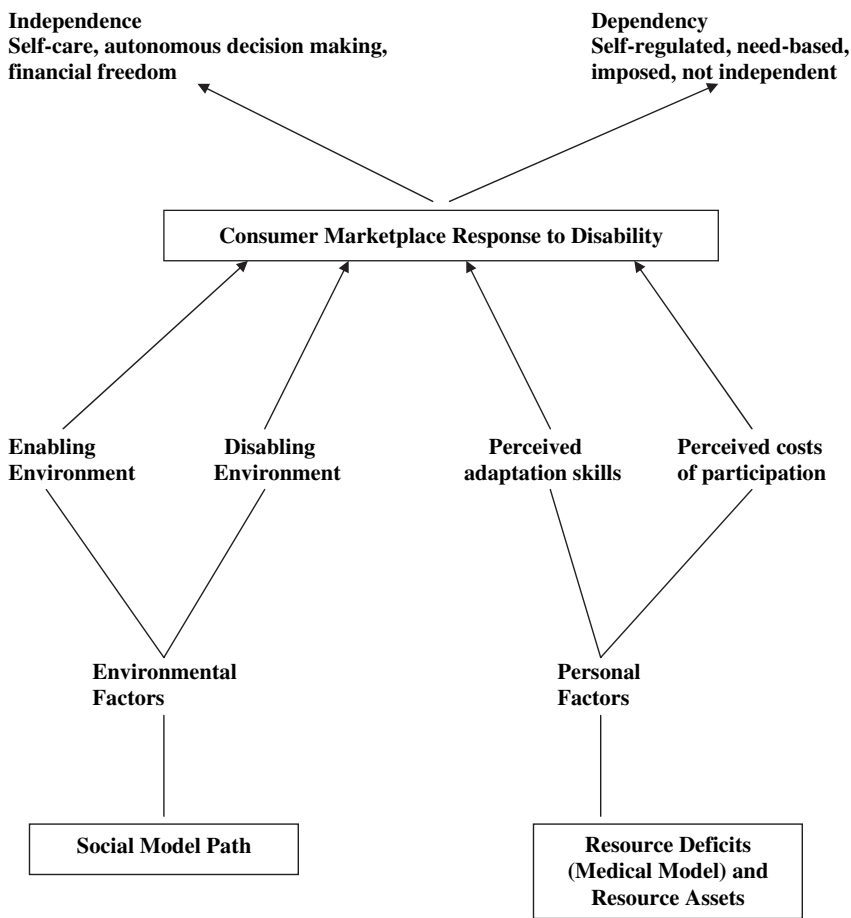 Independence
Self-care, autonomous decision making,
financial freedom
Dependency
Self-regulated, need-based,
imposed, not independent
Consumer Marketplace Response to Disability
Enabling
Environment
Disabling
Environment
Perceived
adaptation skills
Perceived costs
of participation
Environmental
Factors
Personal
Factors
Social Model Path
Resource Deficits
(Medical Model) and
Resource Assets